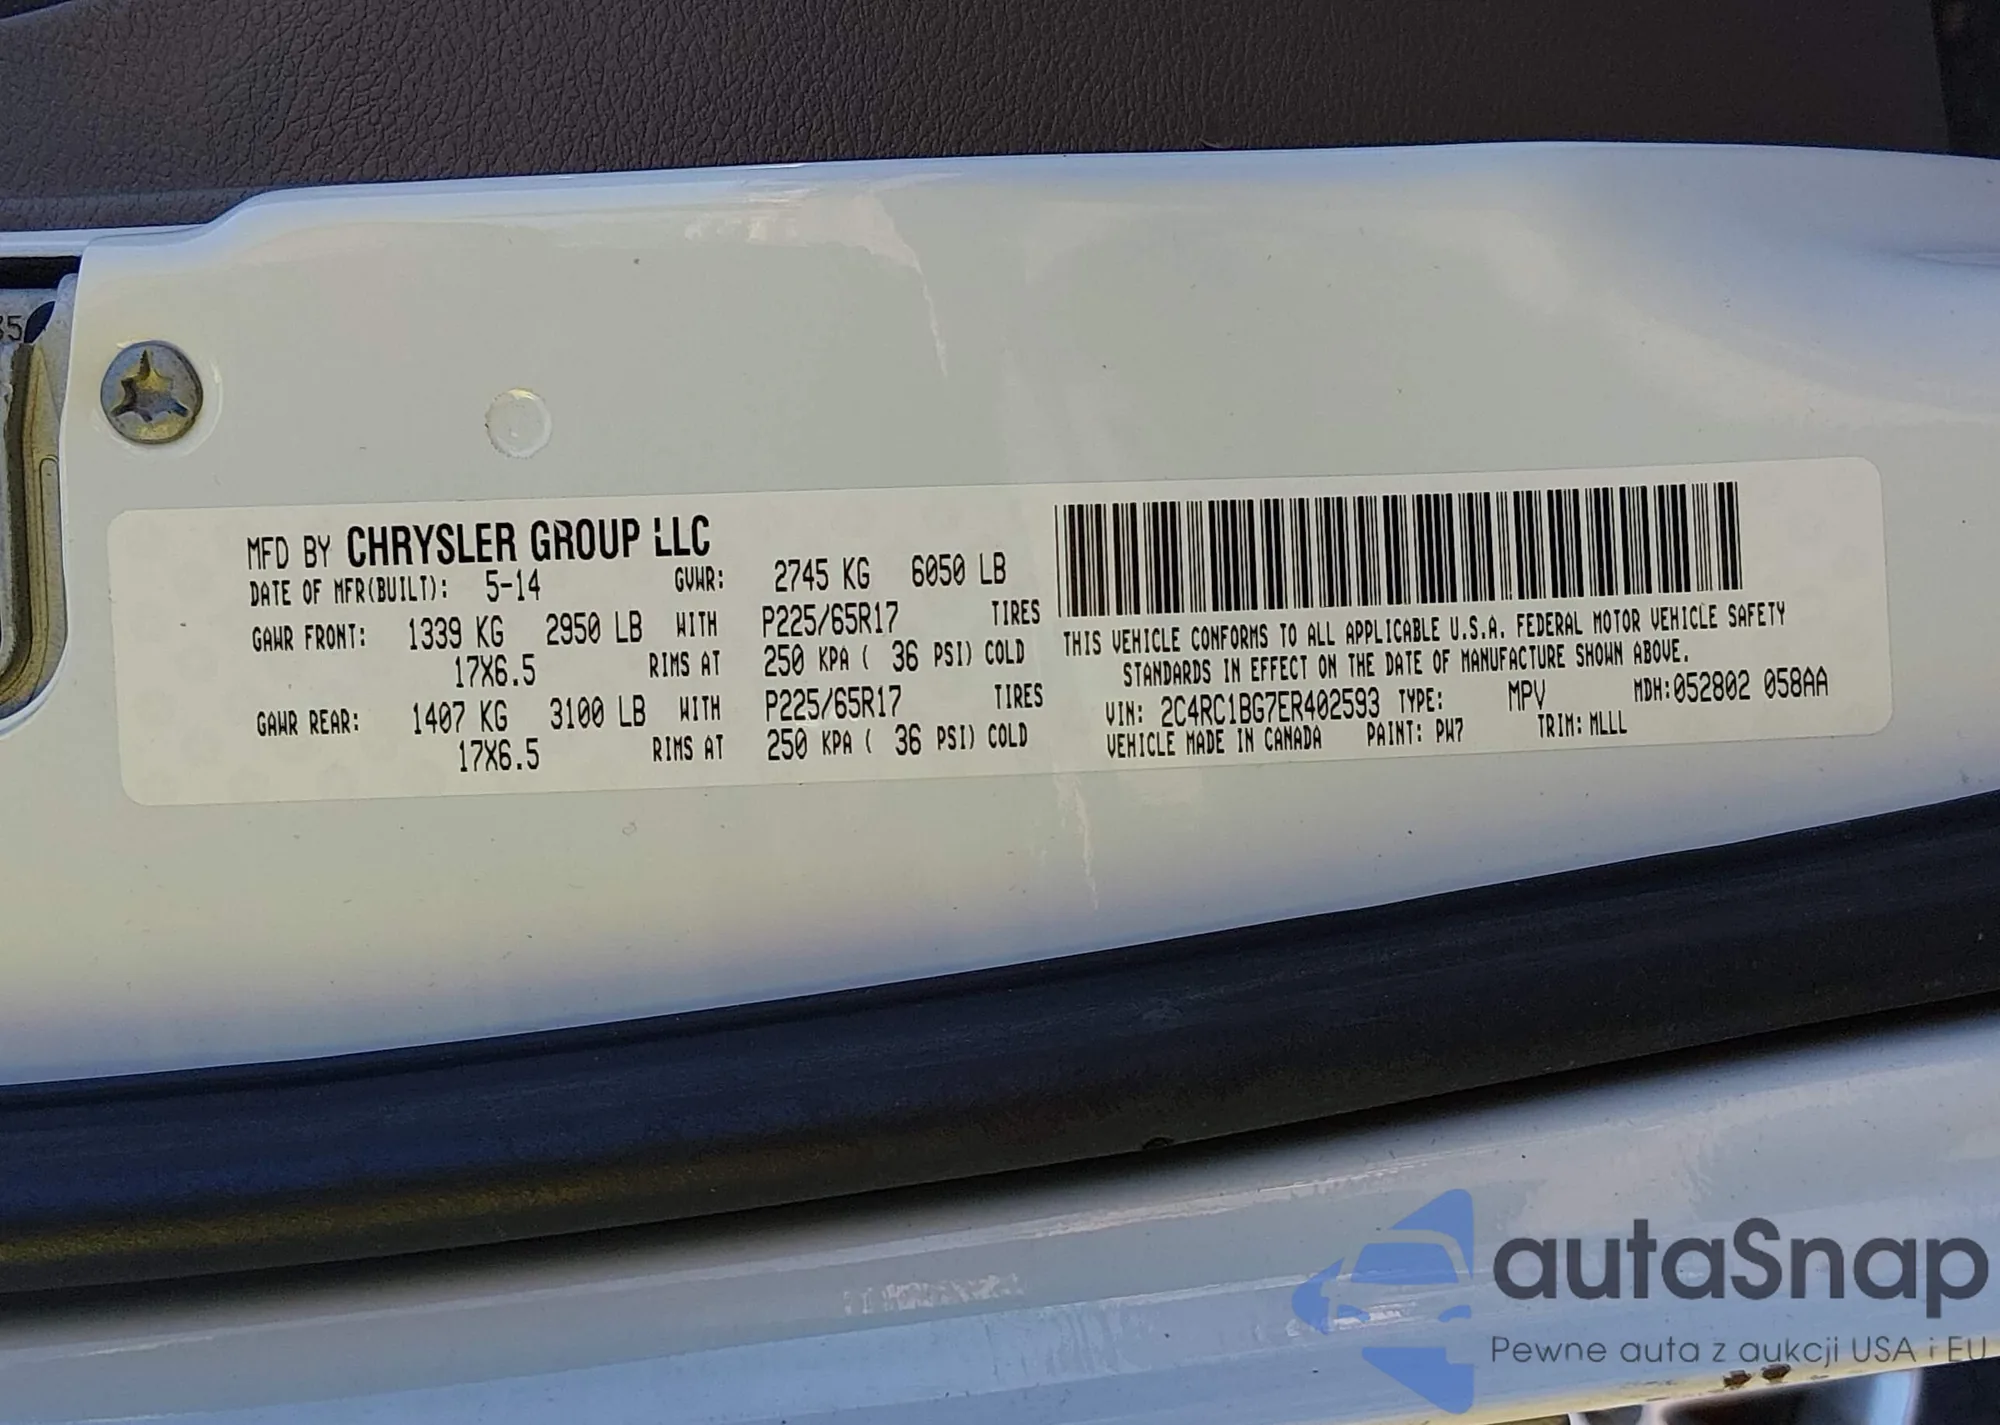 35
MFD BY CHRYSLER GROUP LLC
DATE OF MFR(BUILT): 5-14 GVWR: 2745 KG 6050 LB
GAWR FRONT: 1339 KG 2950 LB WITH P225/65R17 TIRES
17X6.5 RIMS AT 250 KPA ( 36 PSI) COLD
GAWR REAR: 1407 KG 3100 LB WITH P225/65R17 TIRES
17X6.5 RIMS AT 250 KPA ( 36 PSI) COLD
THIS VEHICLE CONFORMS TO ALL APPLICABLE U.S.A. FEDERAL MOTOR VEHICLE SAFETY
STANDARDS IN EFFECT ON THE DATE OF MANUFACTURE SHOWN ABOVE.
VIN: 2C4RC1BG7ER402593 TYPE: MPV MDH:052802 058AA
VEHICLE MADE IN CANADA PAINT: PW7 TRIM: MLLL
autaSnap
Pewne auta z aukcji USA i EU